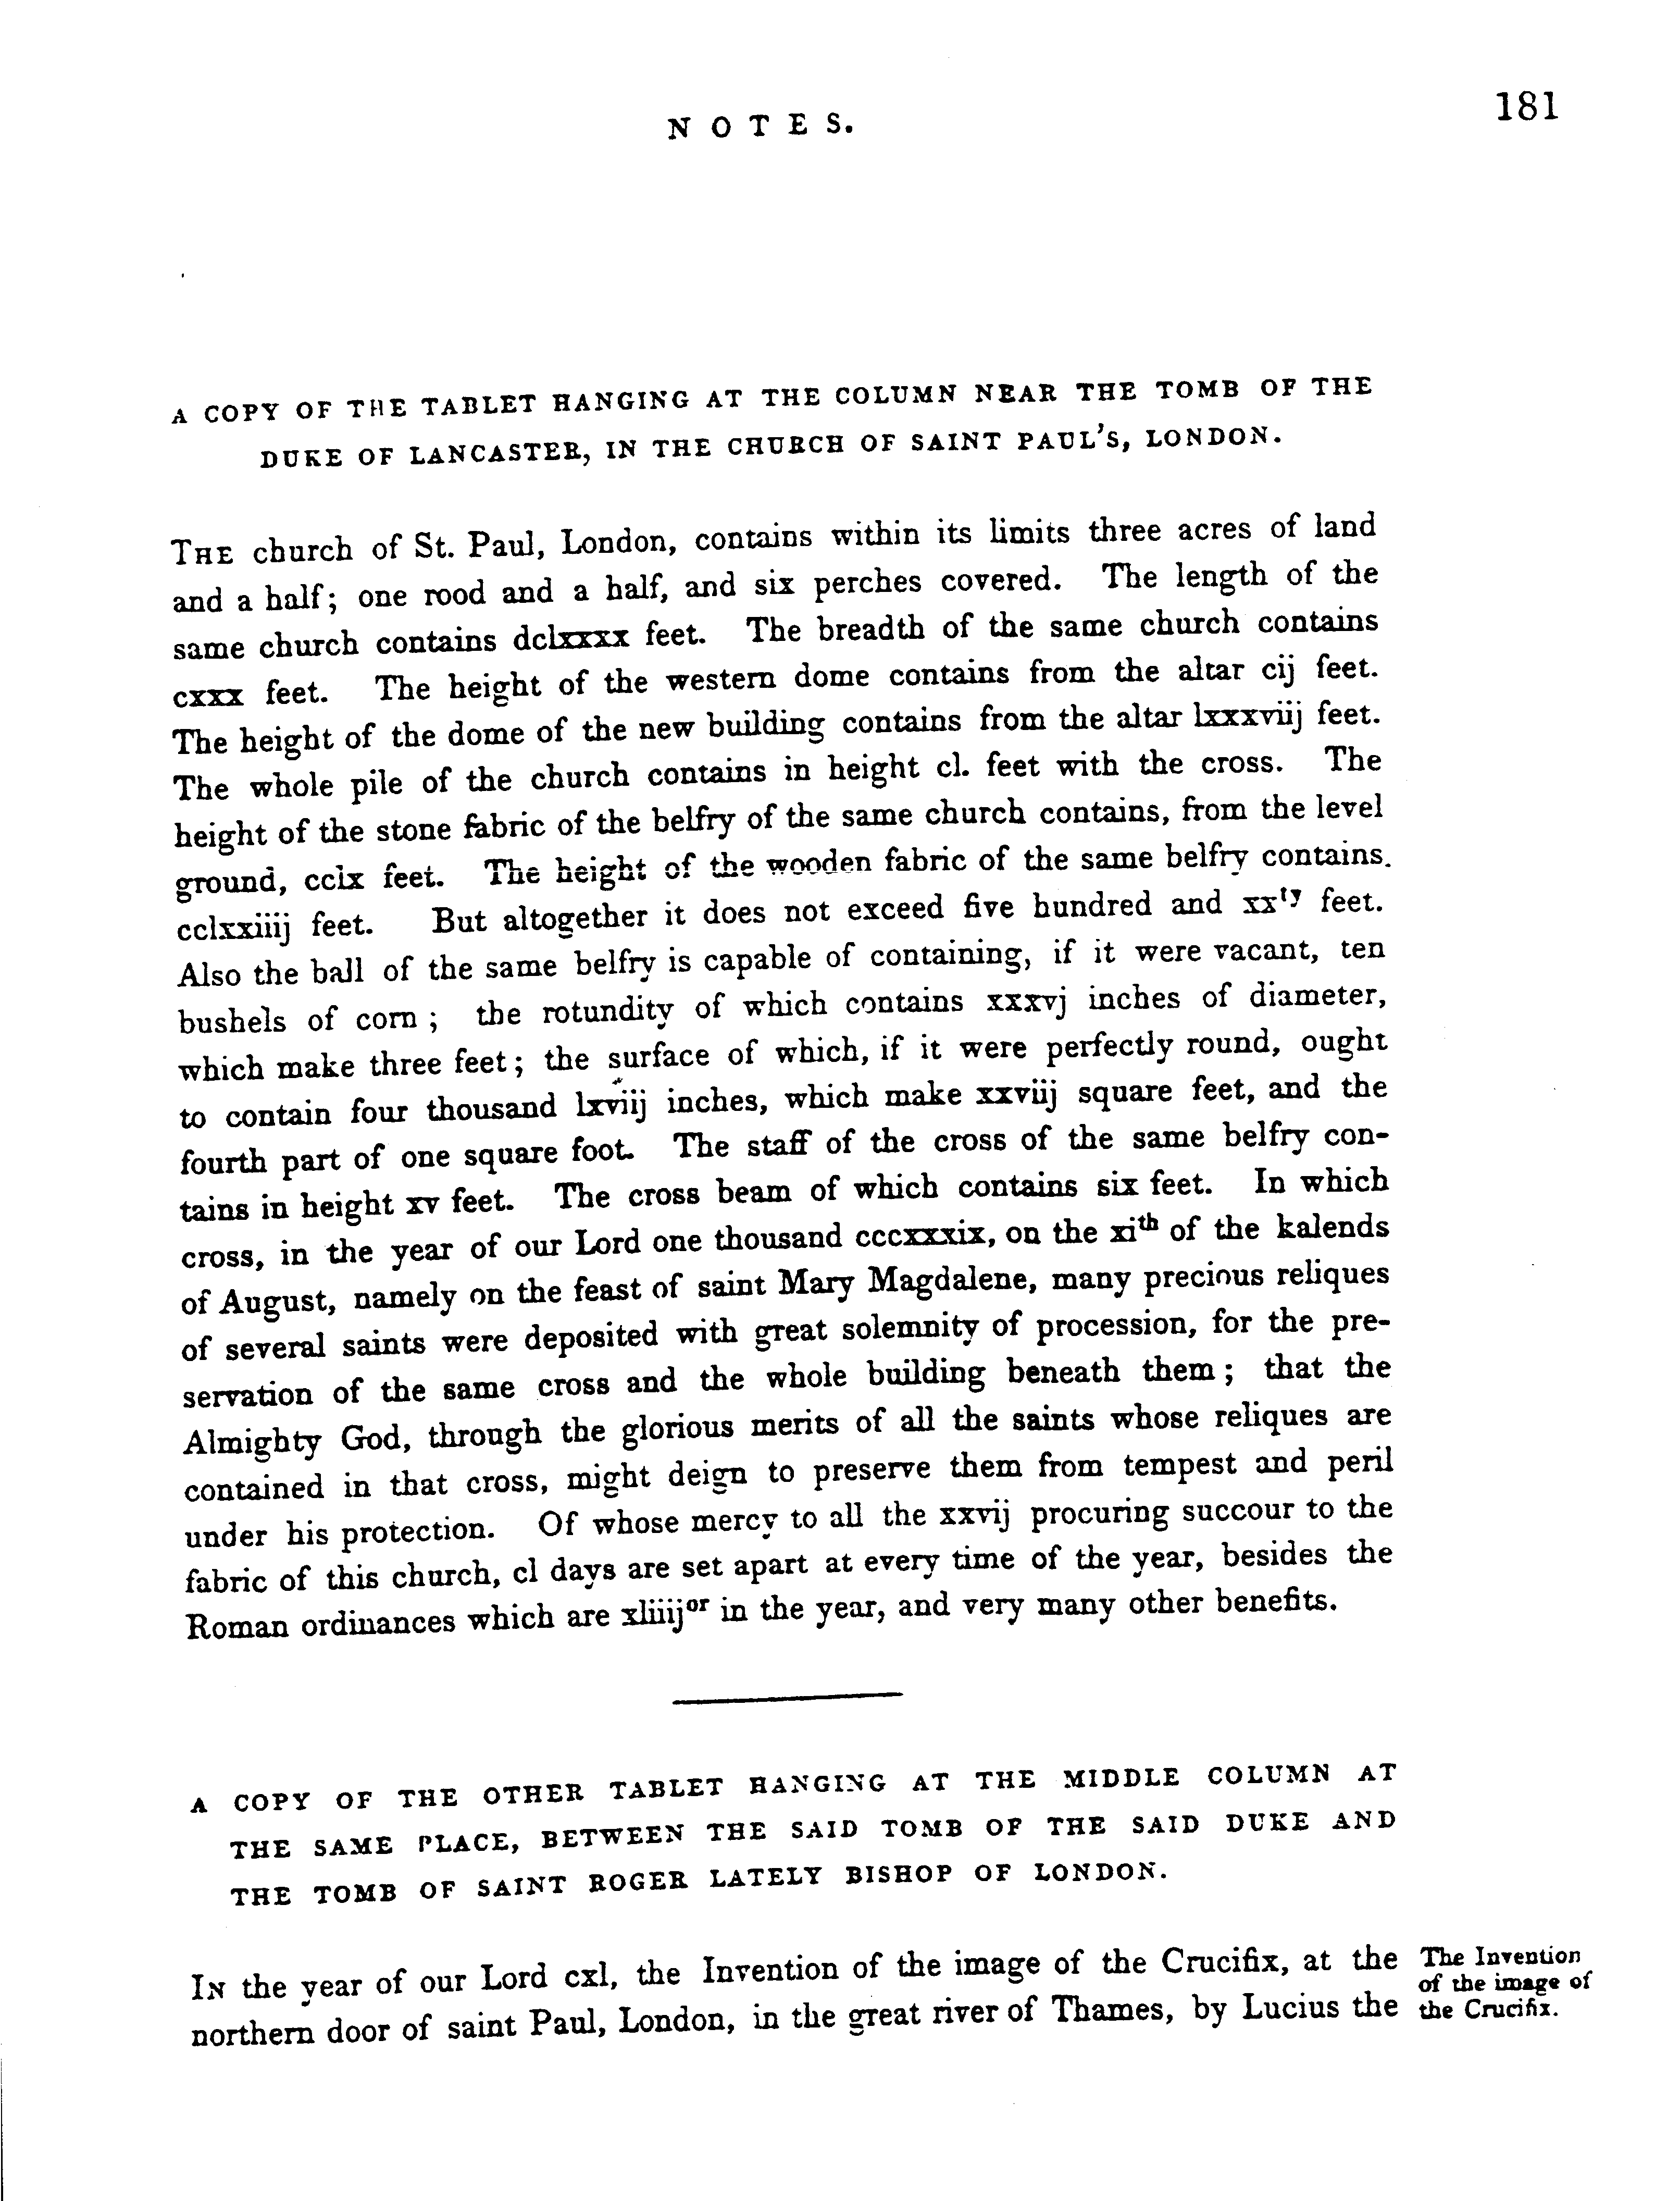 NOTES.
181
A COPY OF THE TABLET HANGING AT THE COLUMN NEAR THE TOMB OF THE
DUKE OF LANCASTER, IN THE CHURCH OF SAINT PAUL'S, LONDON.
THE church of St. Paul, London, contains within its limits three acres of land
and a half; one rood and a half, and six perches covered. The length of the
same church contains dclxxxx feet. The breadth of the same church contains
cxxx feet. The height of the western dome contains from the altar cij feet.
The height of the dome of the new building contains from the altar lxxxviij feet.
The whole pile of the church contains in height cl. feet with the cross. The
height of the stone fabric of the belfry of the same church contains, from the level
ground, cclx feet. The height of the wooden fabric of the same belfry contains.
cclxxiiij feet. But altogether it does not exceed five hundred and xxty feet.
Also the ball of the same belfry is capable of containing, if it were vacant, ten
bushels of corn; the rotundity of which contains xxxvj inches of diameter,
which make three feet; the surface of which, if it were perfectly round, ought
to contain four thousand lxviij inches, which make xxviij square feet, and the
fourth part of one square foot. The staff of the cross of the same belfry con-
tains in height xv feet. The cross beam of which contains six feet. In which
cross, in the year of our Lord one thousand cccxxxix, on the xith of the kalends
of August, namely on the feast of saint Mary Magdalene, many precious reliques
of several saints were deposited with great solemnity of procession, for the pre-
servation of the same cross and the whole building beneath them; that the
Almighty God, through the glorious merits of all the saints whose reliques are
contained in that cross, might deign to preserve them from tempest and peril
under his protection. Of whose mercy to all the xxvij procuring succour to the
fabric of this church, cl days are set apart at every time of the year, besides the
Roman ordinances which are xliiijor in the year, and very many other benefits.
A COPY OF THE OTHER TABLET HANGING AT THE MIDDLE COLUMN AT
THE SAME PLACE, BETWEEN THE SAID TOMB OF THE SAID DUKE AND
THE TOMB OF SAINT ROGER LATELY BISHOP OF LONDON.
IN the year of our Lord cxl, the Invention of the image of the Crucifix, at the
northern door of saint Paul, London, in the great river of Thames, by Lucius the
The Invention
of the image of
the Crucifix.